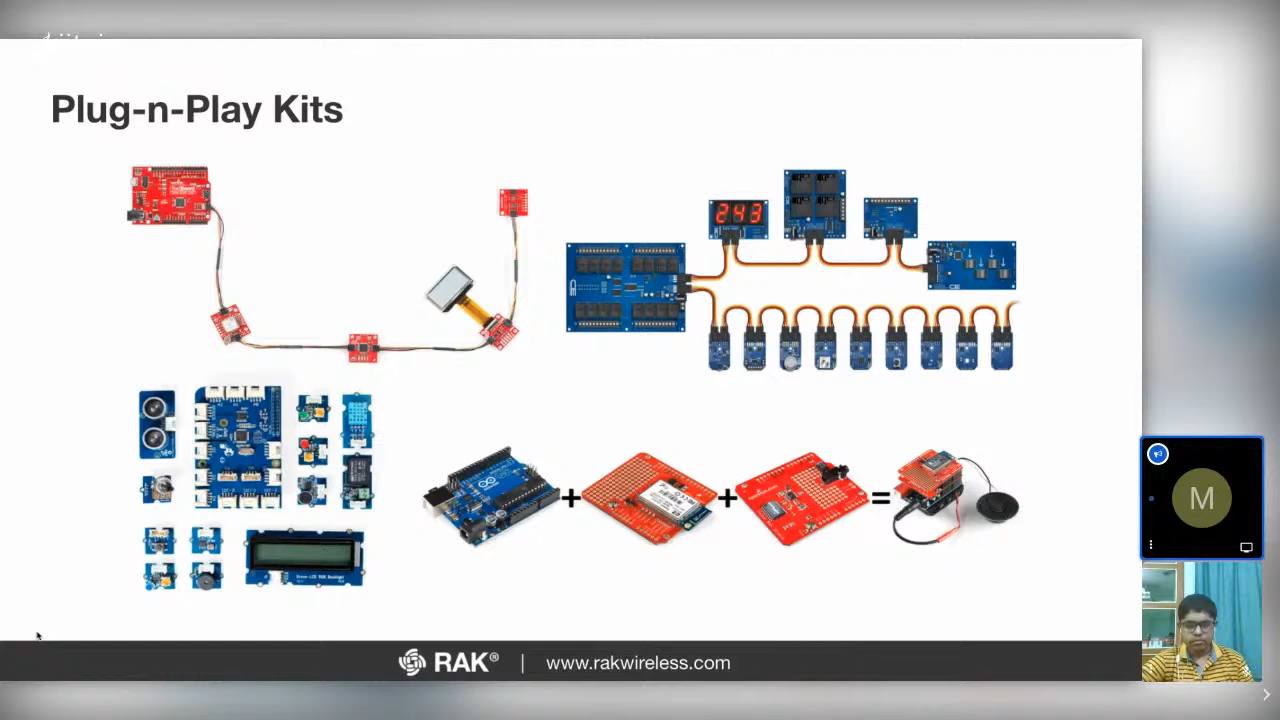 Plug-n-Play Kits
243
+
+
=
RAK®
www.rakwireless.com
M